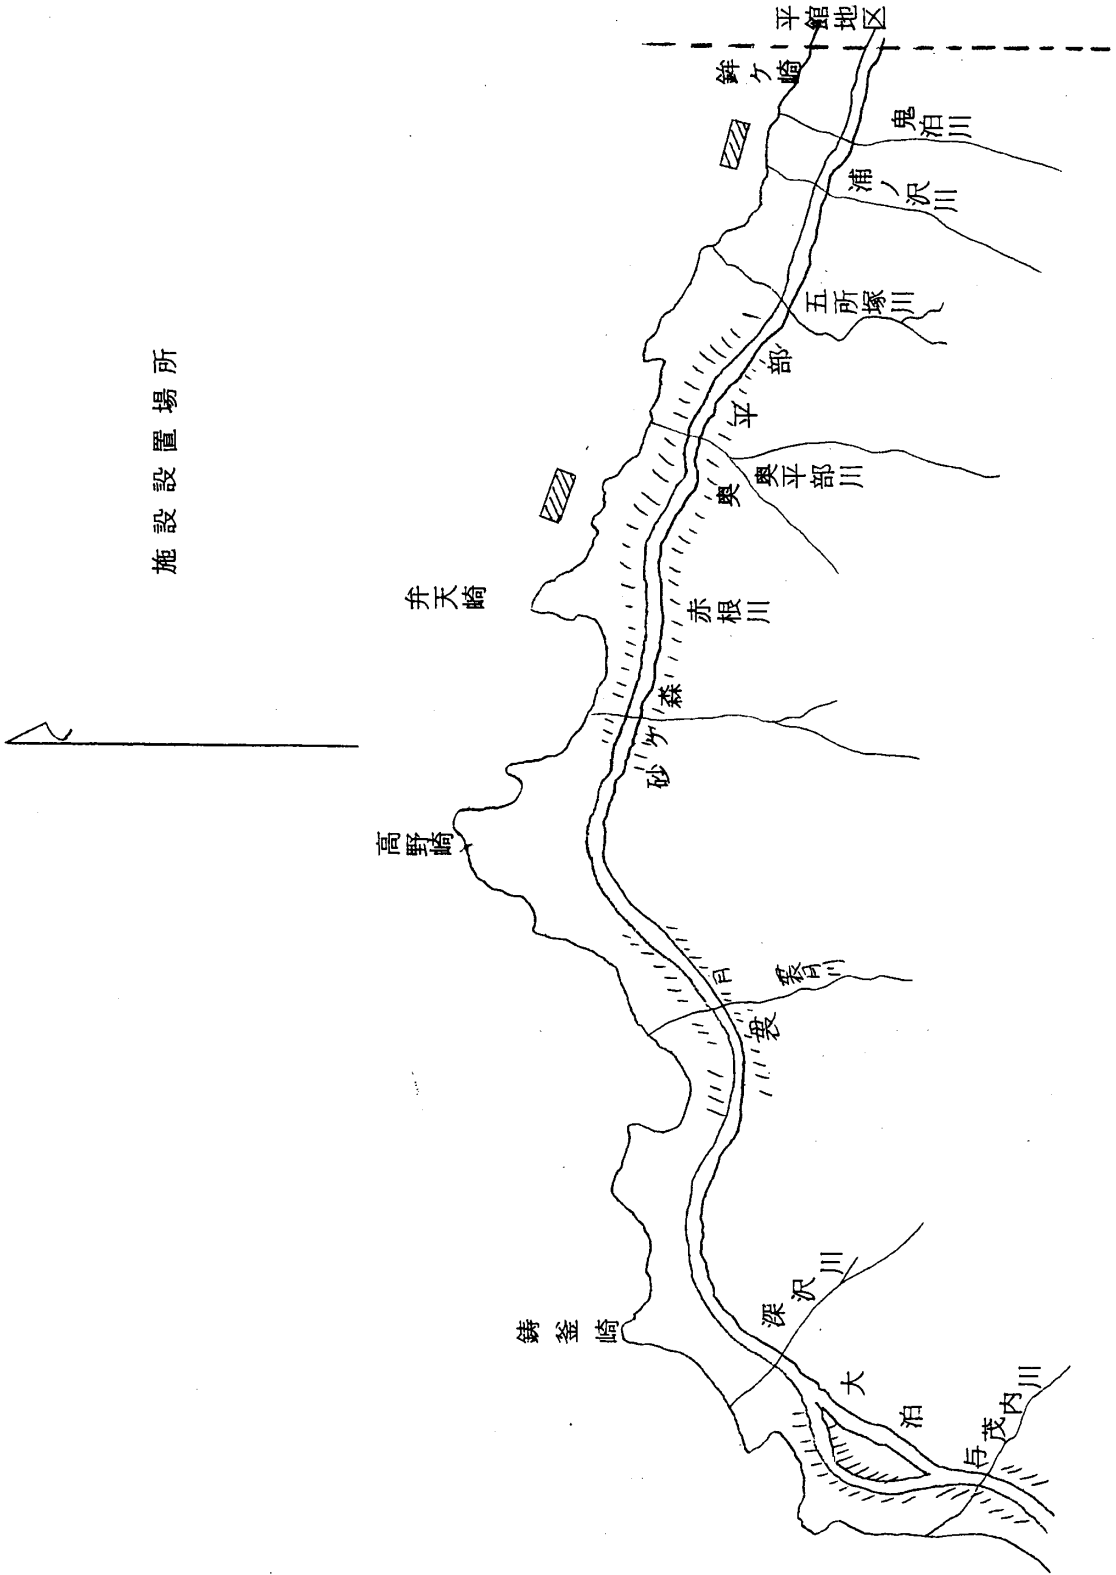 施設設置場所
平館地区
鉾ケ崎
鬼泊川
浦ノ沢川
五所塚川
奥平部
奥平部川
弁天崎
赤根川
砂ケ森
高野崎
袰月
袰月川
鋳釜崎
深沢川
大泊
与茂内川